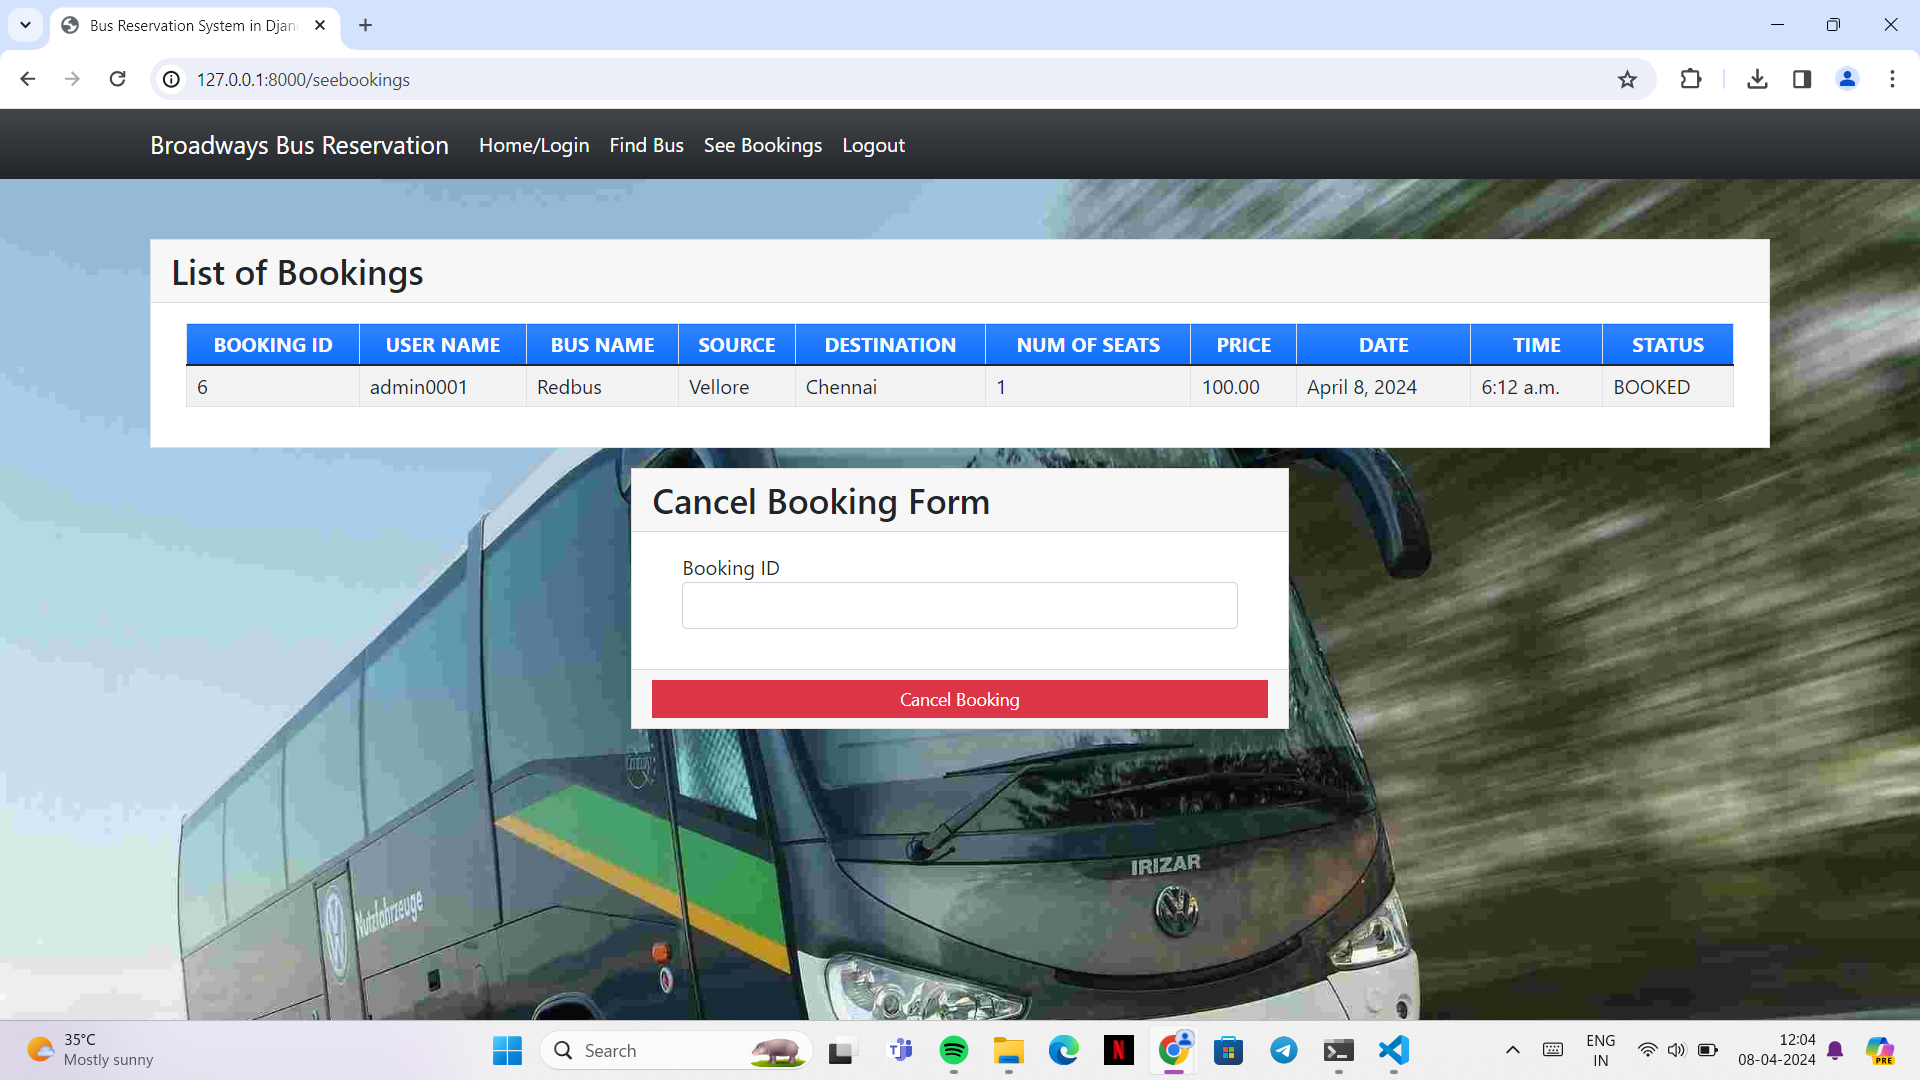 Bus Reservation System in Djan
127.0.0.1:8000/seebookings
Broadways Bus Reservation Home/Login Find Bus See Bookings Logout
List of Bookings
BOOKING ID USER NAME BUS NAME SOURCE DESTINATION NUM OF SEATS PRICE DATE TIME STATUS
6 admin0001 Redbus Vellore Chennai 1 100.00 April 8, 2024 6:12 a.m. BOOKED
Cancel Booking Form
Booking ID
Cancel Booking
IRIZAR
Nutzfahrzeuge
35°C
Mostly sunny
Search
N
ENG
IN
12:04
08-04-2024
PRE